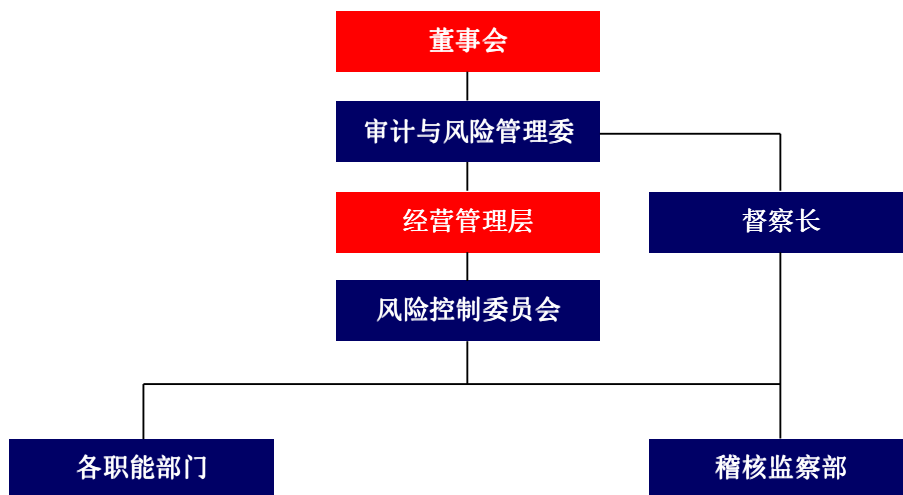 董事会
审计与风险管理委
经营管理层
督察长
风险控制委员会
各职能部门
稽核监察部